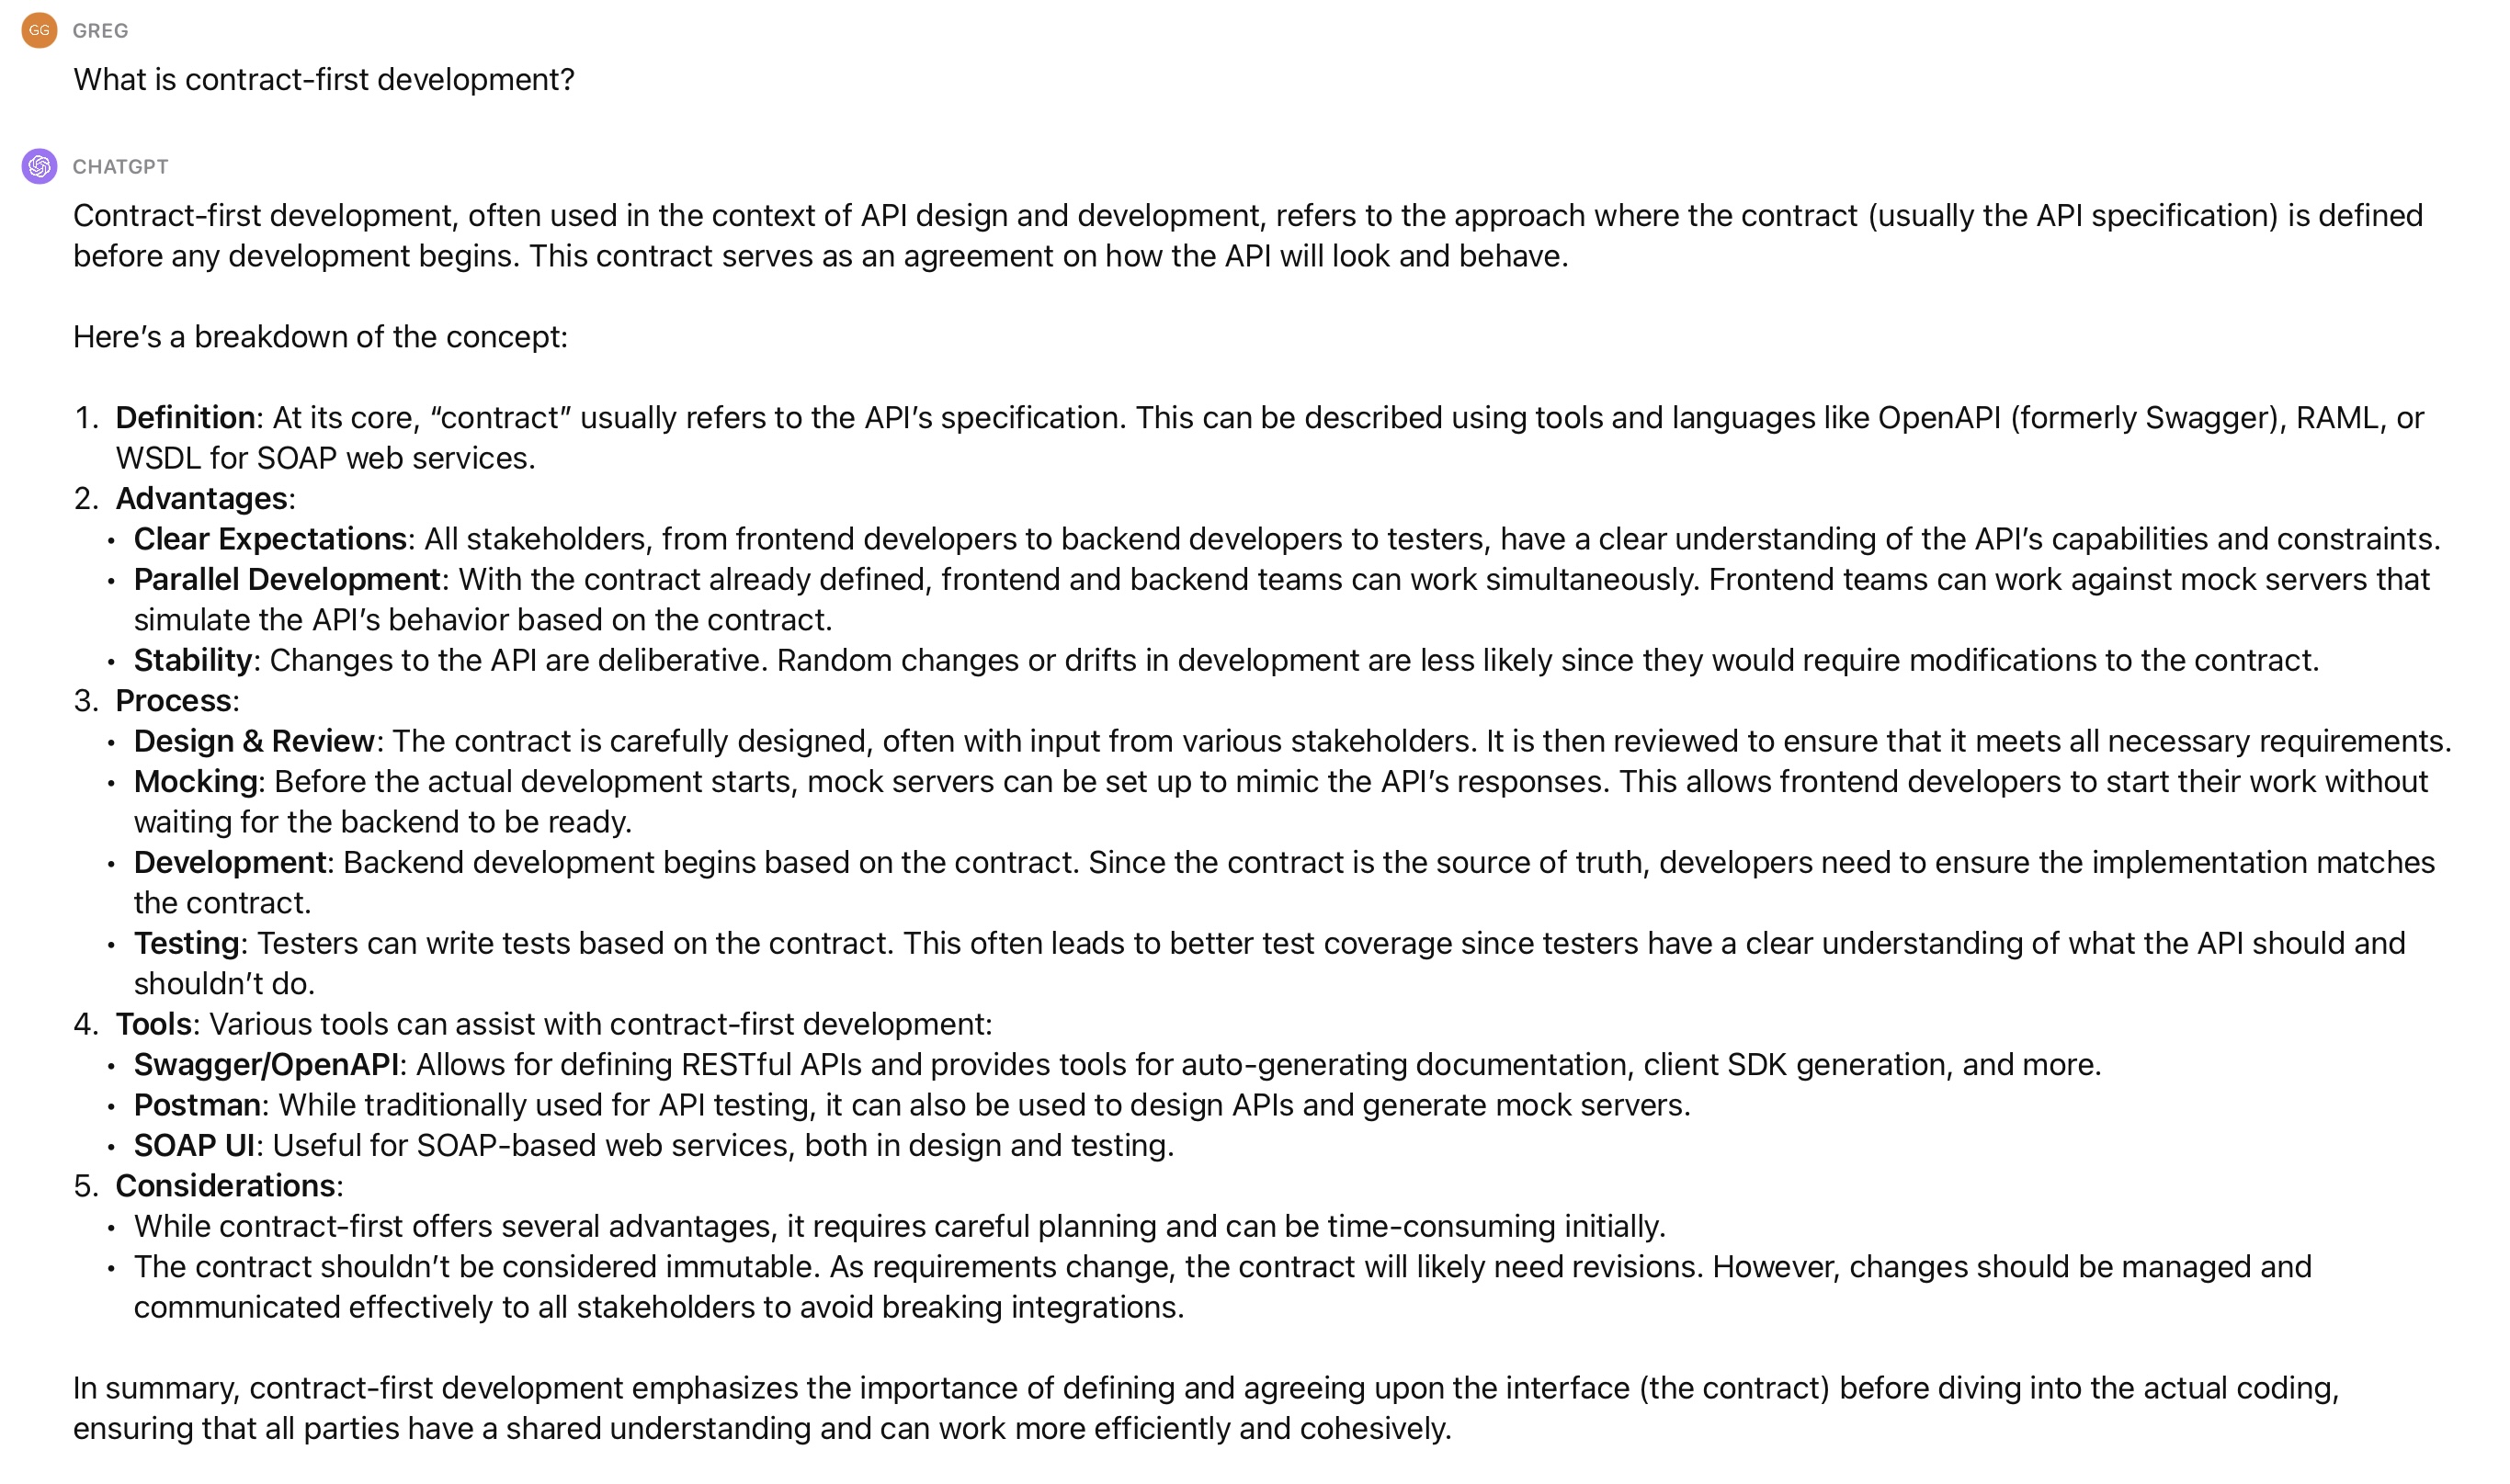 GG GREG
What is contract-first development?
CHATGPT
Contract-first development, often used in the context of API design and development, refers to the approach where the contract (usually the API specification) is defined
before any development begins. This contract serves as an agreement on how the API will look and behave.
Here’s a breakdown of the concept:
1. Definition: At its core, “contract” usually refers to the API’s specification. This can be described using tools and languages like OpenAPI (formerly Swagger), RAML, or
WSDL for SOAP web services.
2. Advantages:
• Clear Expectations: All stakeholders, from frontend developers to backend developers to testers, have a clear understanding of the API’s capabilities and constraints.
• Parallel Development: With the contract already defined, frontend and backend teams can work simultaneously. Frontend teams can work against mock servers that
simulate the API’s behavior based on the contract.
• Stability: Changes to the API are deliberative. Random changes or drifts in development are less likely since they would require modifications to the contract.
3. Process:
• Design & Review: The contract is carefully designed, often with input from various stakeholders. It is then reviewed to ensure that it meets all necessary requirements.
• Mocking: Before the actual development starts, mock servers can be set up to mimic the API’s responses. This allows frontend developers to start their work without
waiting for the backend to be ready.
• Development: Backend development begins based on the contract. Since the contract is the source of truth, developers need to ensure the implementation matches
the contract.
• Testing: Testers can write tests based on the contract. This often leads to better test coverage since testers have a clear understanding of what the API should and
shouldn’t do.
4. Tools: Various tools can assist with contract-first development:
• Swagger/OpenAPI: Allows for defining RESTful APIs and provides tools for auto-generating documentation, client SDK generation, and more.
• Postman: While traditionally used for API testing, it can also be used to design APIs and generate mock servers.
• SOAP UI: Useful for SOAP-based web services, both in design and testing.
5. Considerations:
• While contract-first offers several advantages, it requires careful planning and can be time-consuming initially.
• The contract shouldn’t be considered immutable. As requirements change, the contract will likely need revisions. However, changes should be managed and
communicated effectively to all stakeholders to avoid breaking integrations.
In summary, contract-first development emphasizes the importance of defining and agreeing upon the interface (the contract) before diving into the actual coding,
ensuring that all parties have a shared understanding and can work more efficiently and cohesively.